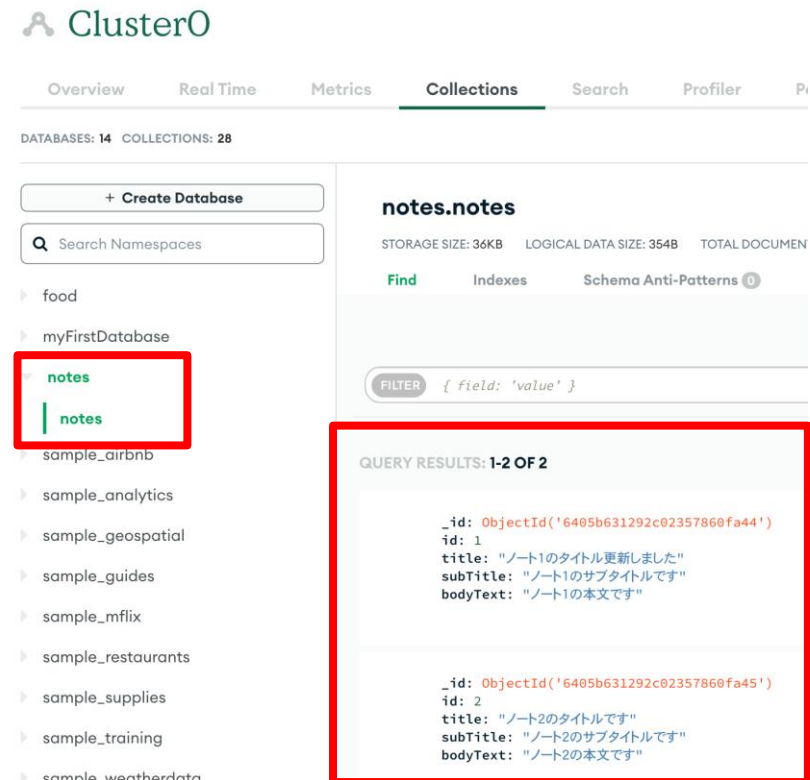 Cluster0
Overview Real Time Metrics Collections Search Profiler
DATABASES: 14 COLLECTIONS: 28
+ Create Database
Search Namespaces
food
myFirstDatabase
notes
notes
sample_airbnb
sample_analytics
sample_geospatial
sample_guides
sample_mflix
sample_restaurants
sample_supplies
sample_training
sample_weatherdata
notes.notes
STORAGE SIZE: 36KB LOGICAL DATA SIZE: 354B TOTAL DOCUMEN
Find Indexes Schema Anti-Patterns 0
FILTER { field: 'value' }
QUERY RESULTS: 1-2 OF 2
_id: ObjectId('6405b631292c02357860fa44')
id: 1
title: "ノート1のタイトル更新しました"
subTitle: "ノート1のサブタイトルです"
bodyText: "ノート1の本文です"
_id: ObjectId('6405b631292c02357860fa45')
id: 2
title: "ノート2のタイトルです"
subTitle: "ノート2のサブタイトルです"
bodyText: "ノート2の本文です"